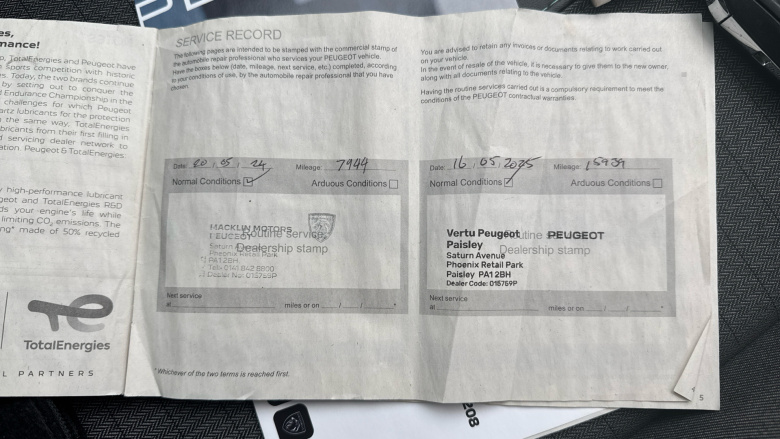 es,
mance!
p. TotalEnergies and Peugeot have
Sports competition with historic
rs. Today, the two brands continue
by setting out to conquer the
Endurance Championship in the
challenges for which Peugeot
artz lubricants for the protection
the same way, TotalEnergies
bricants from their first filling in
d servicing dealer network to
ation. Peugeot & TotalEnergies.
y high-performance lubricant
geot and TotalEnergies R&D
ds your engine's life while
limiting CO2 emissions. The
ng* made of 50% recycled
TotalEnergies
L PARTNERS
SERVICE RECORD
The following pages are intended to be stamped with the commercial stamp of
the automobile repair professional who services your PEUGEOT vehicle.
Have the boxes below (date, mileage, next service, etc.) completed, according
to your conditions of use, by the automobile repair professional that you have
chosen.
Date: 20 , 05 , 24 Mileage: 7944
Normal Conditions Arduous Conditions
MACKLIN MOTORS
PEUGEOT
Routine service
Dealership stamp
Saturn
Phoenix Retail Park
PA1 2BH
Tel: 0141 842 8800
Dealer No: 015759P
Next service
at miles or on / / *
* Whichever of the two terms is reached first.
You are advised to retain any invoices or documents relating to work carried out
on your vehicle.
In the event of resale of the vehicle, it is necessary to give them to the new owner,
along with all documents relating to the vehicle.
Having the routine services carried out is a compulsory requirement to meet the
conditions of the PEUGEOT contractual warranties.
Date: 16 , 05 , 2025 Mileage: 15939
Normal Conditions Arduous Conditions
Vertu Peugeot
Paisley
Saturn Avenue
Phoenix Retail Park
Paisley PA1 2BH
Dealer Code: 015759P
Routine PEUGEOT
Dealership stamp
Next service
at miles or on / / *
5
208